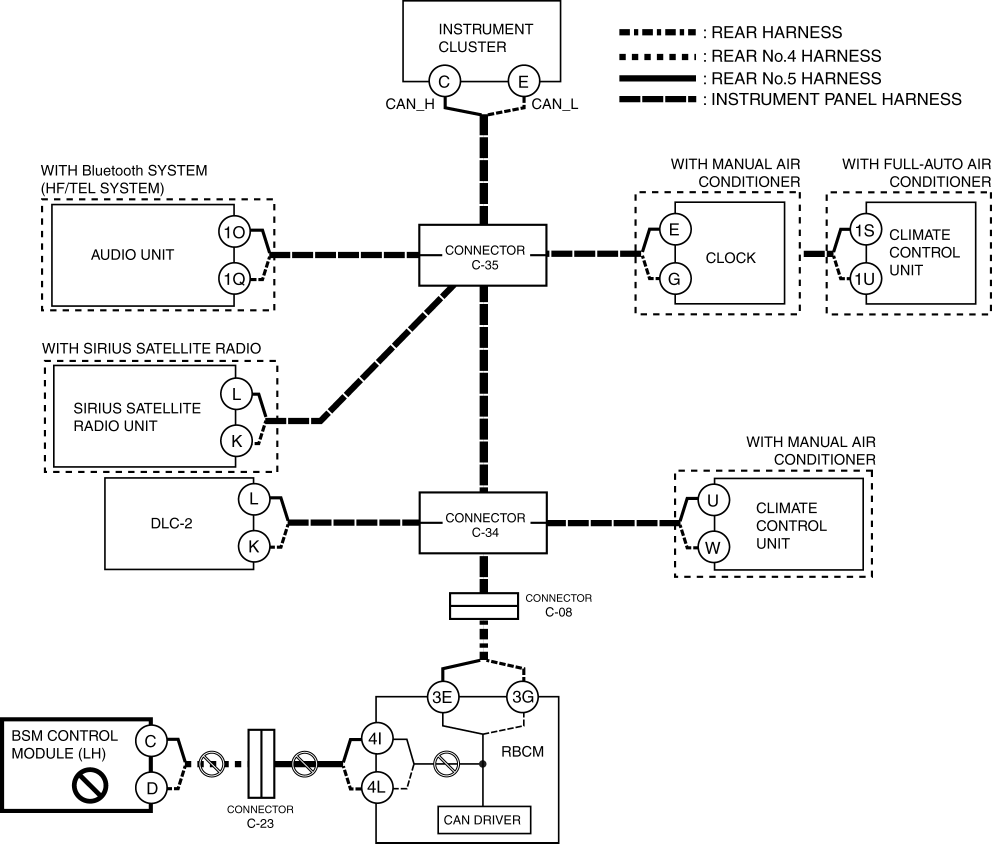 INSTRUMENT
CLUSTER
C
E
CAN_H
CAN_L
: REAR HARNESS
: REAR No.4 HARNESS
: REAR No.5 HARNESS
: INSTRUMENT PANEL HARNESS
WITH Bluetooth SYSTEM
(HF/TEL SYSTEM)
AUDIO UNIT
1O
1Q
CONNECTOR
C-35
WITH MANUAL AIR
CONDITIONER
E
G
CLOCK
WITH FULL-AUTO AIR
CONDITIONER
1S
1U
CLIMATE
CONTROL
UNIT
WITH SIRIUS SATELLITE RADIO
SIRIUS SATELLITE
RADIO UNIT
L
K
DLC-2
L
K
CONNECTOR
C-34
WITH MANUAL AIR
CONDITIONER
U
W
CLIMATE
CONTROL
UNIT
CONNECTOR
C-08
3E
3G
BSM CONTROL
MODULE (LH)
C
D
CONNECTOR
C-23
4I
4L
RBCM
CAN DRIVER